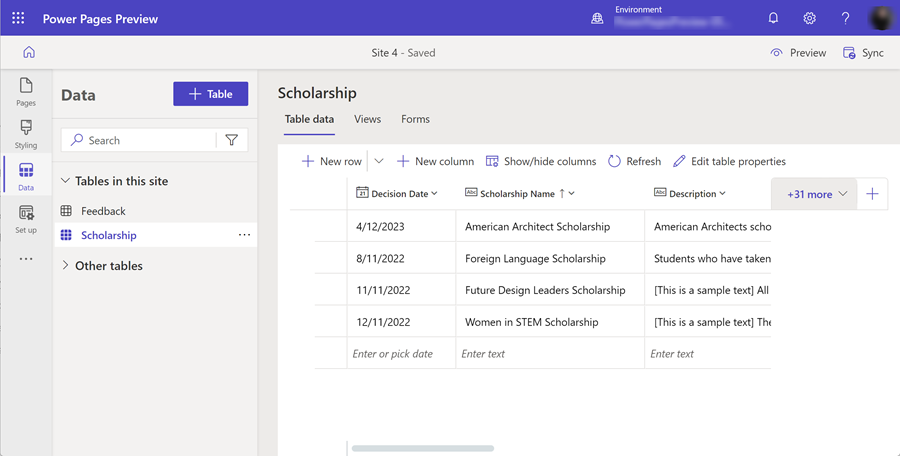 Power Pages Preview
Environment
?
Site 4 - Saved
Preview
Sync
Pages
Styling
Data
Set up
Data
+ Table
Search
Tables in this site
Feedback
Scholarship
Other tables
Scholarship
Table data Views Forms
New row New column Show/hide columns Refresh Edit table properties
21 Decision Date Abc Scholarship Name ↑ Abc Description +31 more +
4/12/2023 American Architect Scholarship American Architects scho
8/11/2022 Foreign Language Scholarship Students who have taken
11/11/2022 Future Design Leaders Scholarship [This is a sample text] All
12/11/2022 Women in STEM Scholarship [This is a sample text] The
Enter or pick date Enter text Enter text